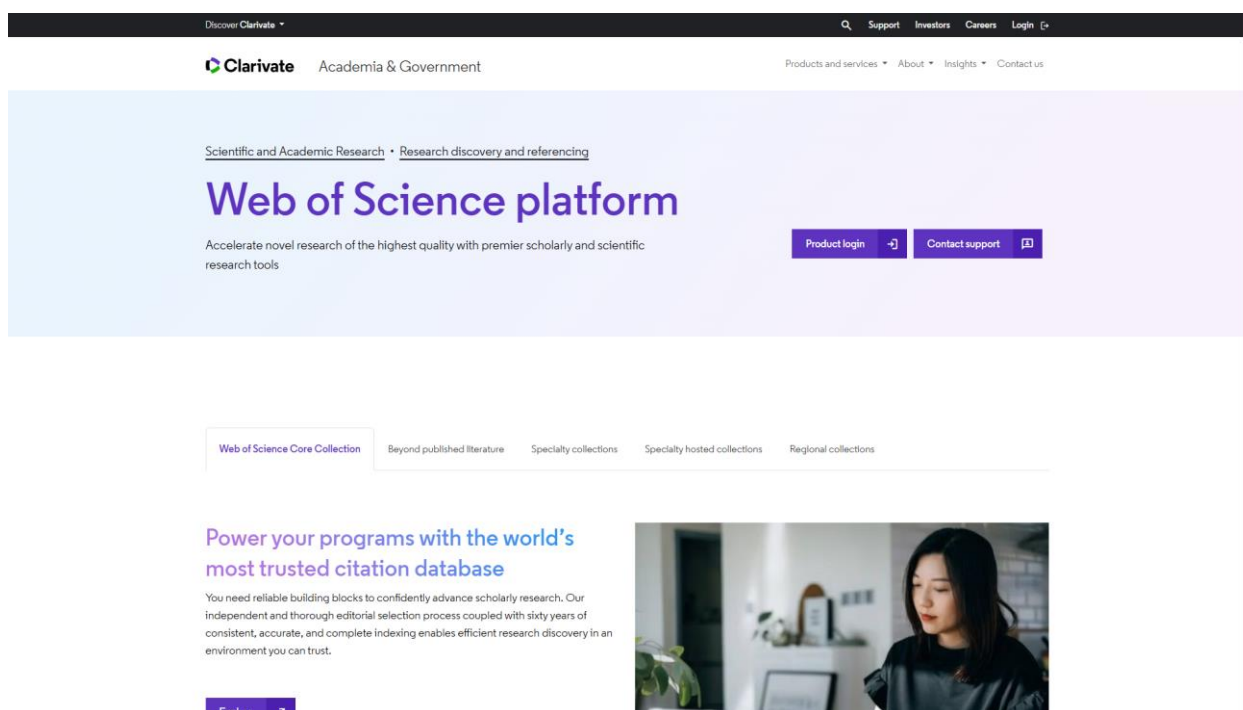 Discover Clarivate
Support Investors Careers Login
Clarivate Academia & Government
Products and services About Insights Contact us
Scientific and Academic Research • Research discovery and referencing
Web of Science platform
Accelerate novel research of the highest quality with premier scholarly and scientific
research tools
Product login
Contact support
Web of Science Core Collection Beyond published literature Specialty collections Specialty hosted collections Regional collections
Power your programs with the world's
most trusted citation database
You need reliable building blocks to confidently advance scholarly research. Our
independent and thorough editorial selection process coupled with sixty years of
consistent, accurate, and complete indexing enables efficient research discovery in an
environment you can trust.